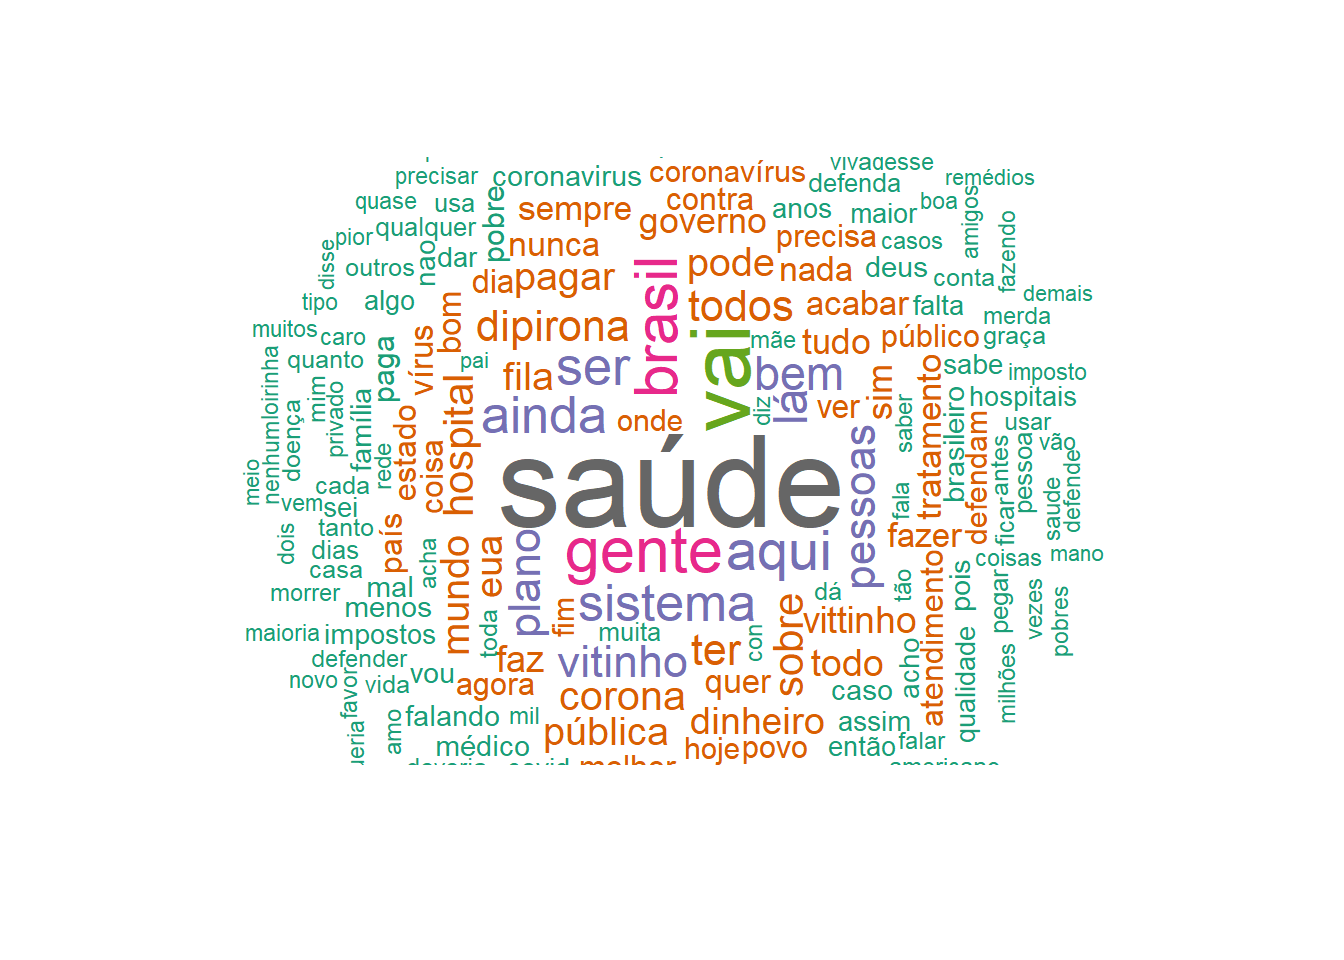 vivadesse
precisar
coronavirus
coronavírus
defenda
remédios
quase
usa
sempre
contra
anos
maior
boa
amigos
pobre
governo
pior
qualquer
nunca
precisa
casos
fazendo
disse
outros
nao
dar
dia
pagar
brasil
pode
nada
deus
conta
demais
tipo
algo
bom
dipirona
todos
acabar
falta
merda
muitos
caro
vírus
vai
mãe
tudo
público
graça
quanto
paga
pai
fila
ser
bem
sim
sabe
imposto
nenhum
loirinha
mim
hospital
ainda
onde
diz
lá
ver
saber
tratamento
brasileiro
hospitais
doença
privado
família
estado
usar
vão
meio
rede
coisa
saúde
pessoas
fala
defendam
antes
pessoa
saude
defende
cada
vem
sei
tanto
país
fazer
ficar
dois
dias
acha
mundo
eua
plano
gente
aqui
coisas
mano
casa
mal
tão
pois
pegar
morrer
menos
toda
fim
sistema
sobre
dá
vittinho
atendimento
vezes
pobres
maioria
impostos
muita
con
defender
faz
vitinho
ter
todo
acho
qualidade
milhões
novo
favor
vida
vou
agora
quer
caso
corona
amo
falando
mil
pública
dinheiro
assim
médico
hoje
povo
então
falar
melhor
covid
americano